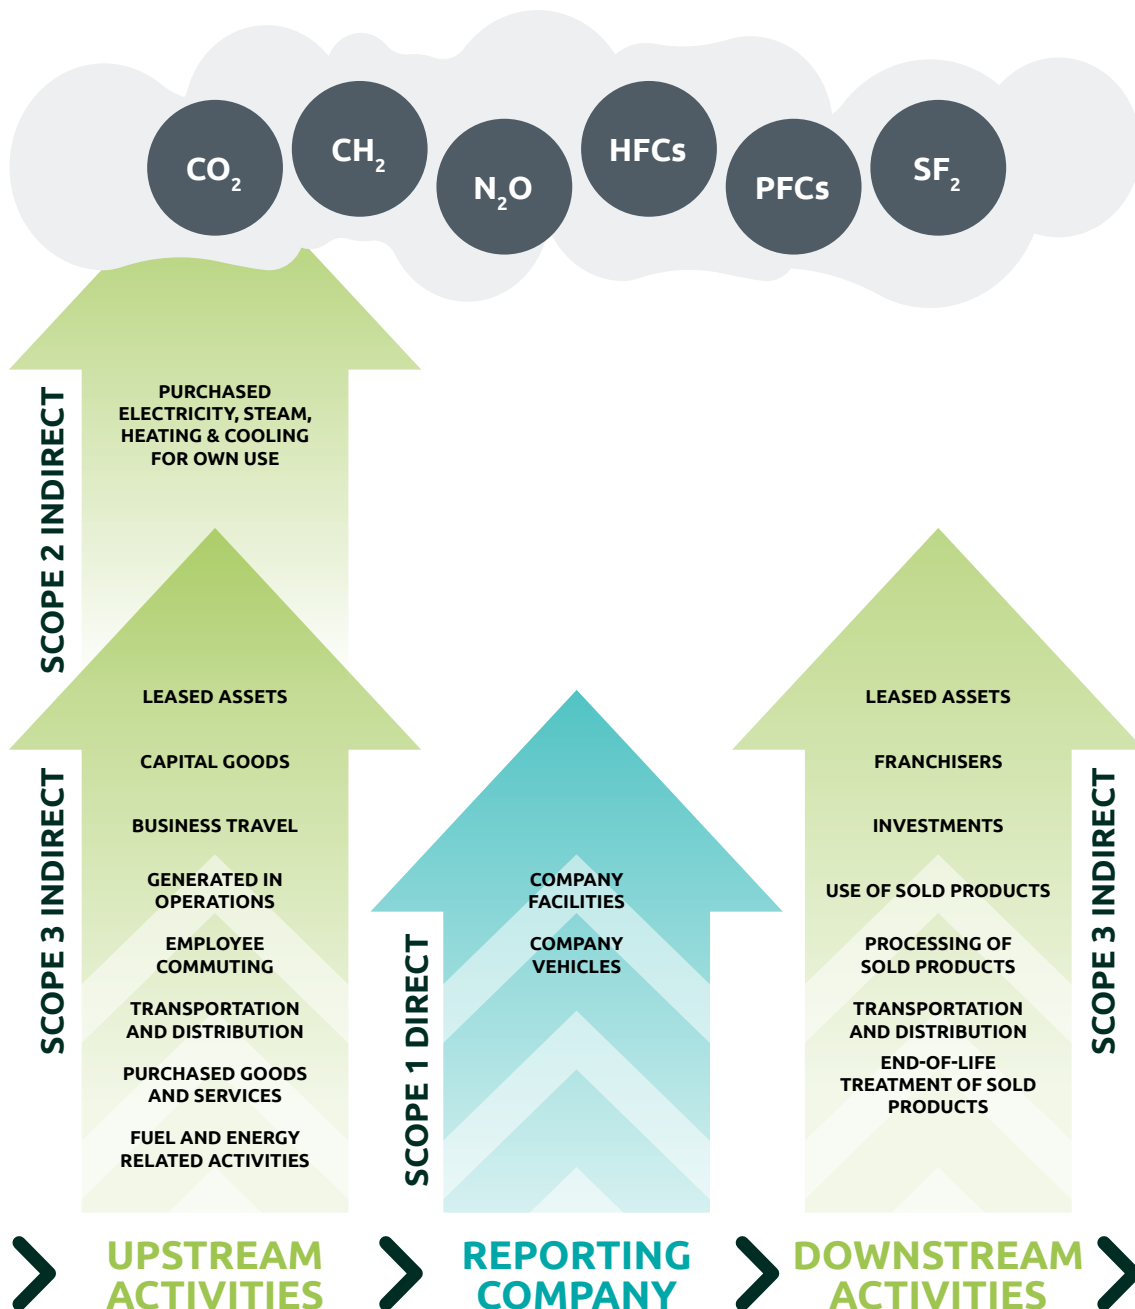 CO₂
CH₂
N₂O
HFCs
PFCs
SF₂
SCOPE 2 INDIRECT
PURCHASED
ELECTRICITY, STEAM,
HEATING & COOLING
FOR OWN USE
SCOPE 3 INDIRECT
LEASED ASSETS
CAPITAL GOODS
BUSINESS TRAVEL
GENERATED IN
OPERATIONS
EMPLOYEE
COMMUTING
TRANSPORTATION
AND DISTRIBUTION
PURCHASED GOODS
AND SERVICES
FUEL AND ENERGY
RELATED ACTIVITIES
SCOPE 1 DIRECT
COMPANY
FACILITIES
COMPANY
VEHICLES
LEASED ASSETS
FRANCHISERS
INVESTMENTS
USE OF SOLD PRODUCTS
PROCESSING OF
SOLD PRODUCTS
TRANSPORTATION
AND DISTRIBUTION
END-OF-LIFE
TREATMENT OF SOLD
PRODUCTS
SCOPE 3 INDIRECT
UPSTREAM
ACTIVITIES
REPORTING
COMPANY
DOWNSTREAM
ACTIVITIES